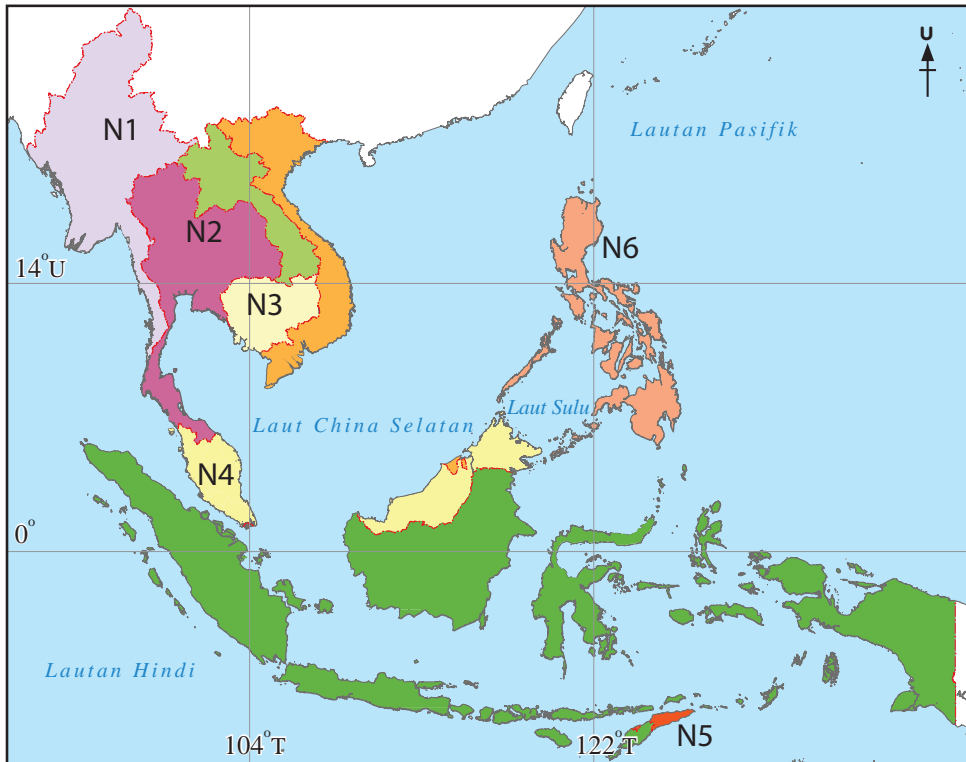 U
N1
Lautan Pasifik
N2
N6
14°U
N3
Laut Sulu
Laut China Selatan
N4
0°
Lautan Hindi
104°T
122°T
N5